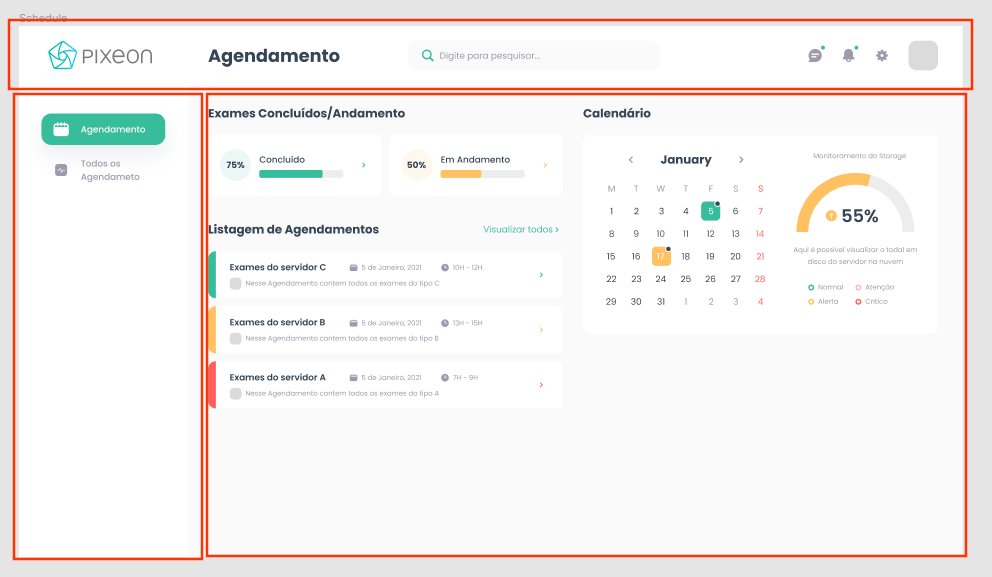 Schedule
PIXEON
Agendamento
Digite para pesquisar...
Agendamento
Todos os
Agendameto
Exames Concluídos/Andamento
75%
Concluido
50%
Em Andamento
Listagem de Agendamentos
Visualizar todos
Exames do servidor C
5 de Janeiro, 2021
10H - 12H
Nesse Agendamento contem todos os exames do tipo C
Exames do servidor B
5 de Janeiro, 2021
13H - 15H
Nesse Agendamento contem todos os exames do tipo B
Exames do servidor A
5 de Janeiro, 2021
7H - 9H
Nesse Agendamento contem todos os exames do tipo A
Calendário
January
M T W T F S S
1 2 3 4 5 6 7
8 9 10 11 12 13 14
15 16 17 18 19 20 21
22 23 24 25 26 27 28
29 30 31 1 2 3 4
Monitoramento do Storage
55%
Aqui é possível visualizar o todal em
disco do servidor na nuvem
Normal
Atenção
Alerta
Crítico